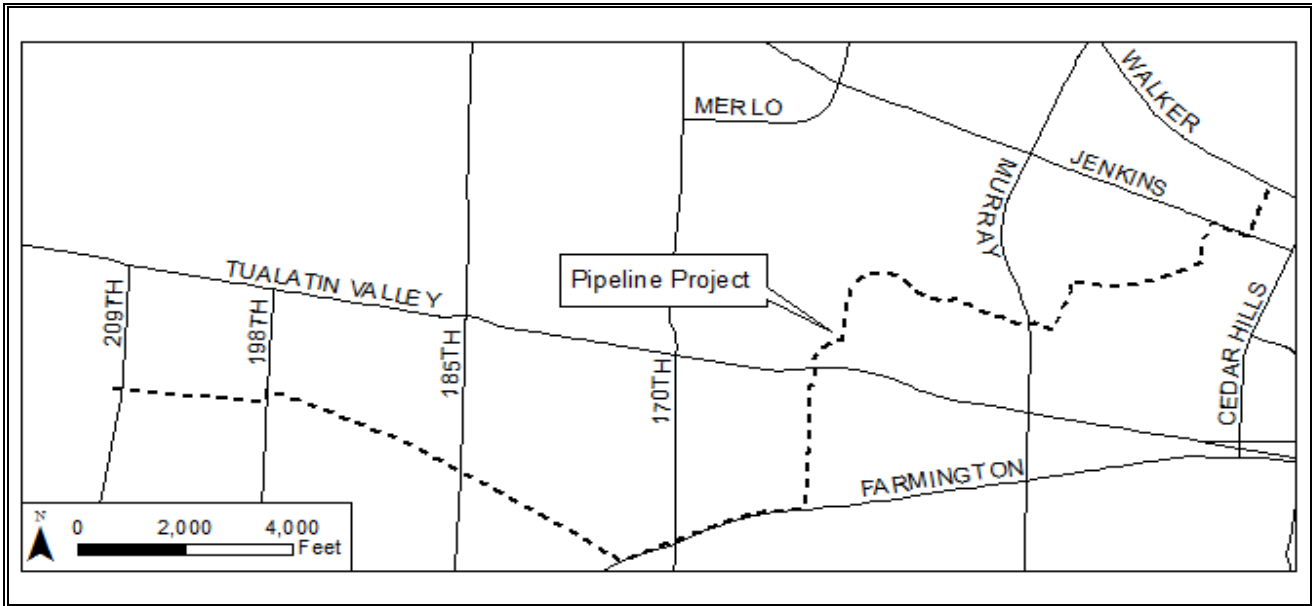 WALKER
MERLO
JENKINS
MURRAY
Pipeline Project
TUALATIN VALLEY
209TH
198TH
185TH
170TH
CEDAR HILLS
FARMINGTON
N
0 2,000 4,000
Feet